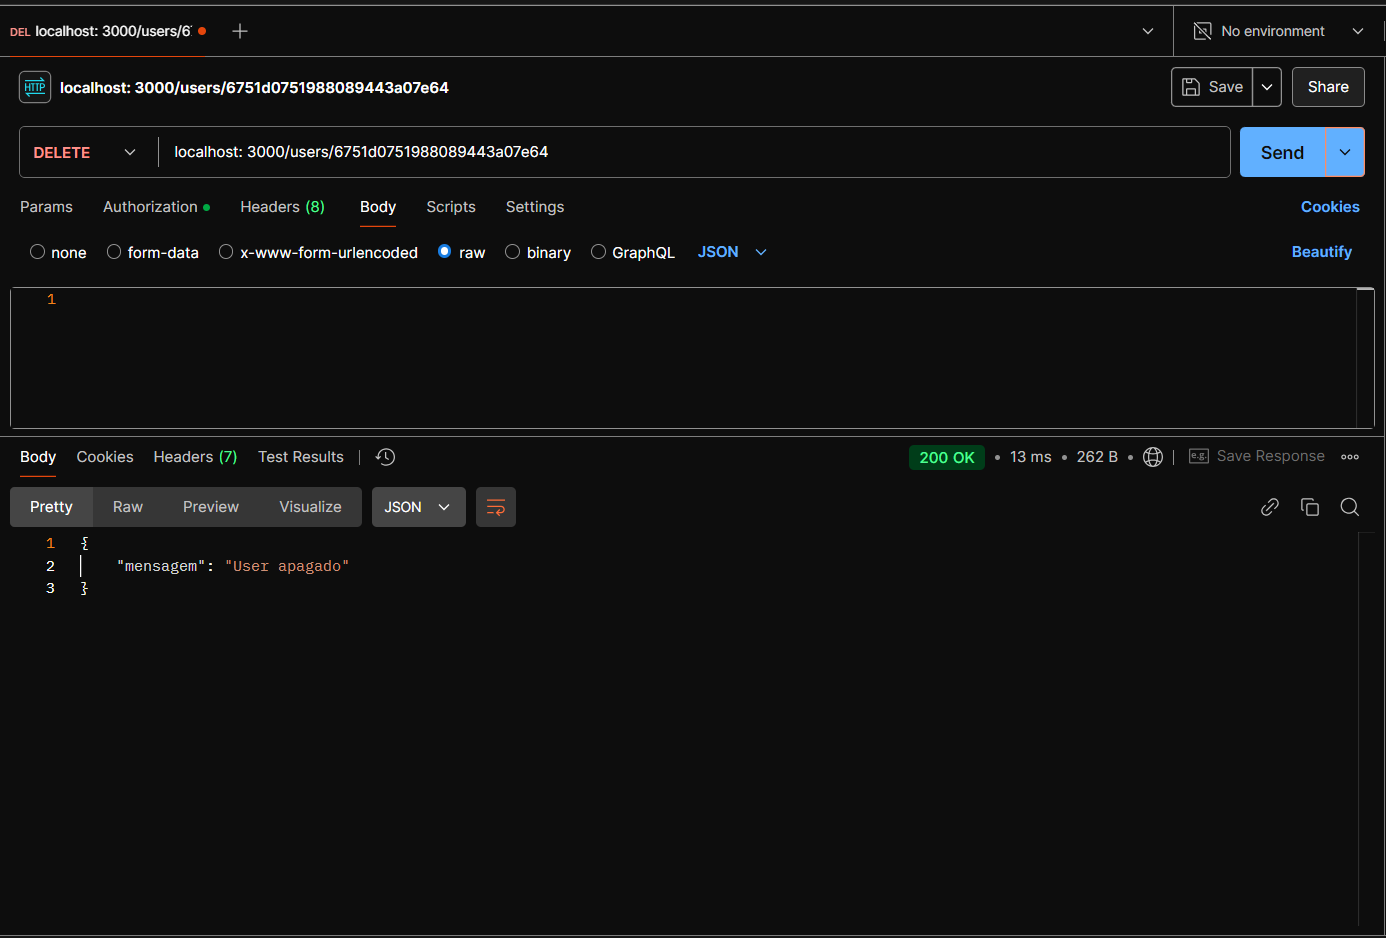 DEL localhost: 3000/users/6
No environment
HTTP localhost: 3000/users/6751d0751988089443a07e64
Save
Share
DELETE localhost: 3000/users/6751d0751988089443a07e64
Send
Params Authorization Headers (8) Body Scripts Settings Cookies
none form-data x-www-form-urlencoded raw binary GraphQL JSON Beautify
1
Body Cookies Headers (7) Test Results 200 OK • 13 ms • 262 B • e.g. Save Response
Pretty Raw Preview Visualize JSON
1 {
2 "mensagem": "User apagado"
3 }